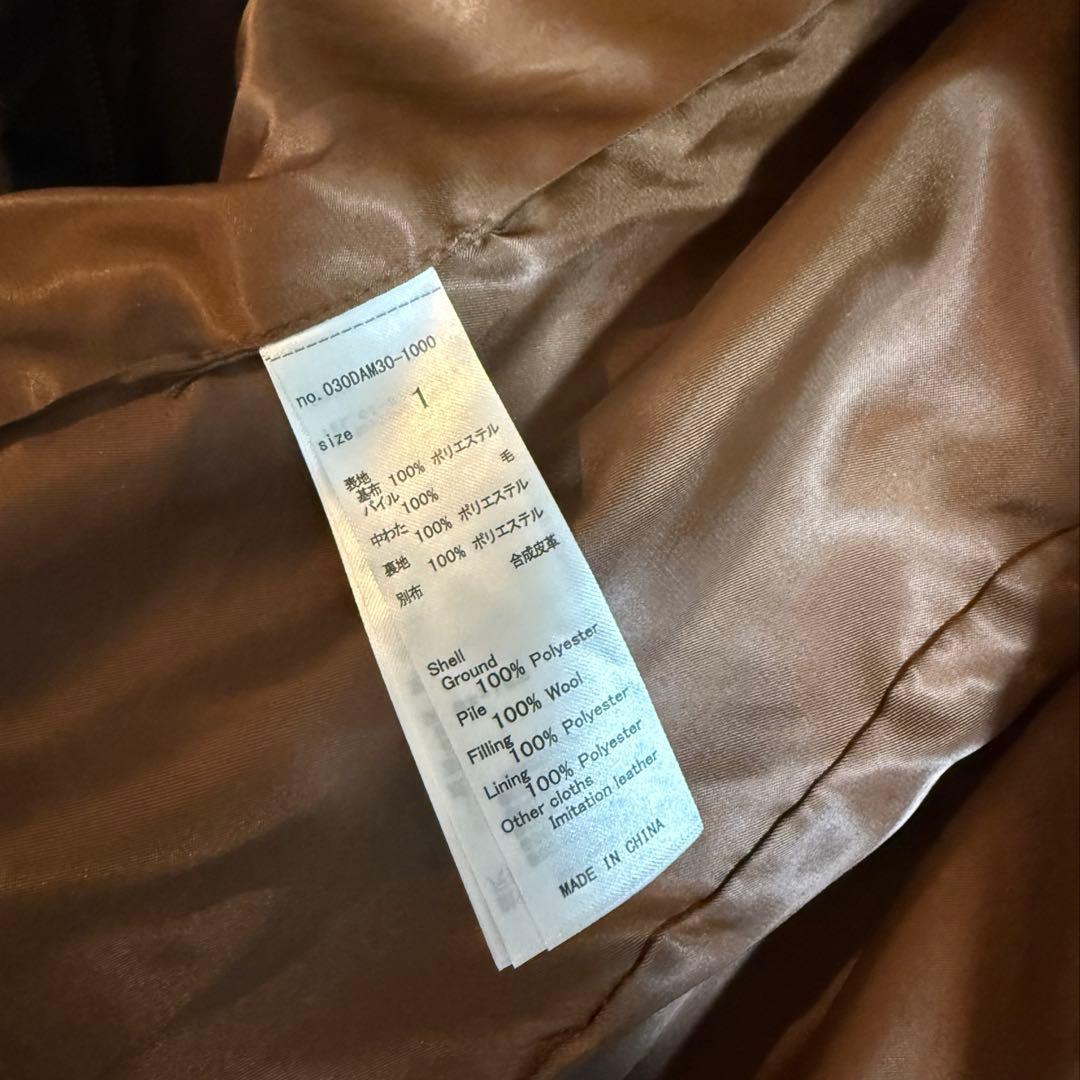 no.030DAM30-1000
size 1
表地
基布 100% ポリエステル
パイル 100% 毛
中わた 100% ポリエステル
裏地 100% ポリエステル
別布 合成皮革
Shell
Ground
100% Polyester
Pile
100% Wool
Filling
100% Polyester
Lining
100% Polyester
Other cloths
Imitation leather
MADE IN CHINA